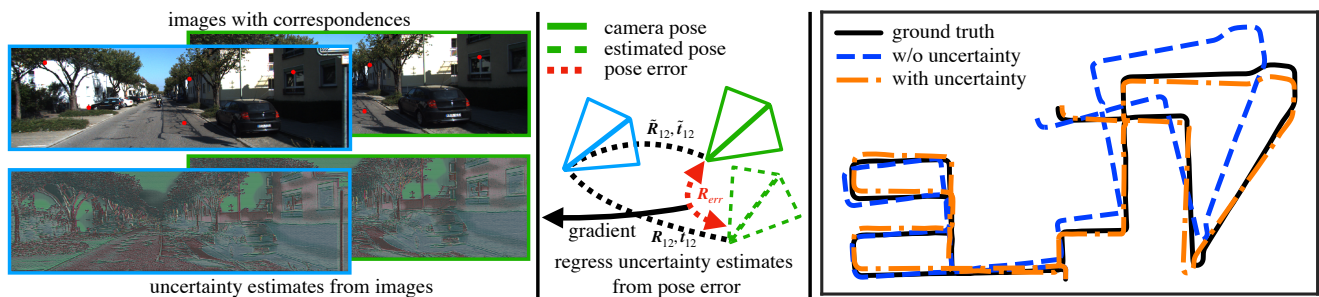 images with correspondences
uncertainty estimates from images
camera pose
estimated pose
pose error
R̃₁₂, t̃₁₂
R_err
gradient
R₁₂, t₁₂
regress uncertainty estimates
from pose error
ground truth
w/o uncertainty
with uncertainty